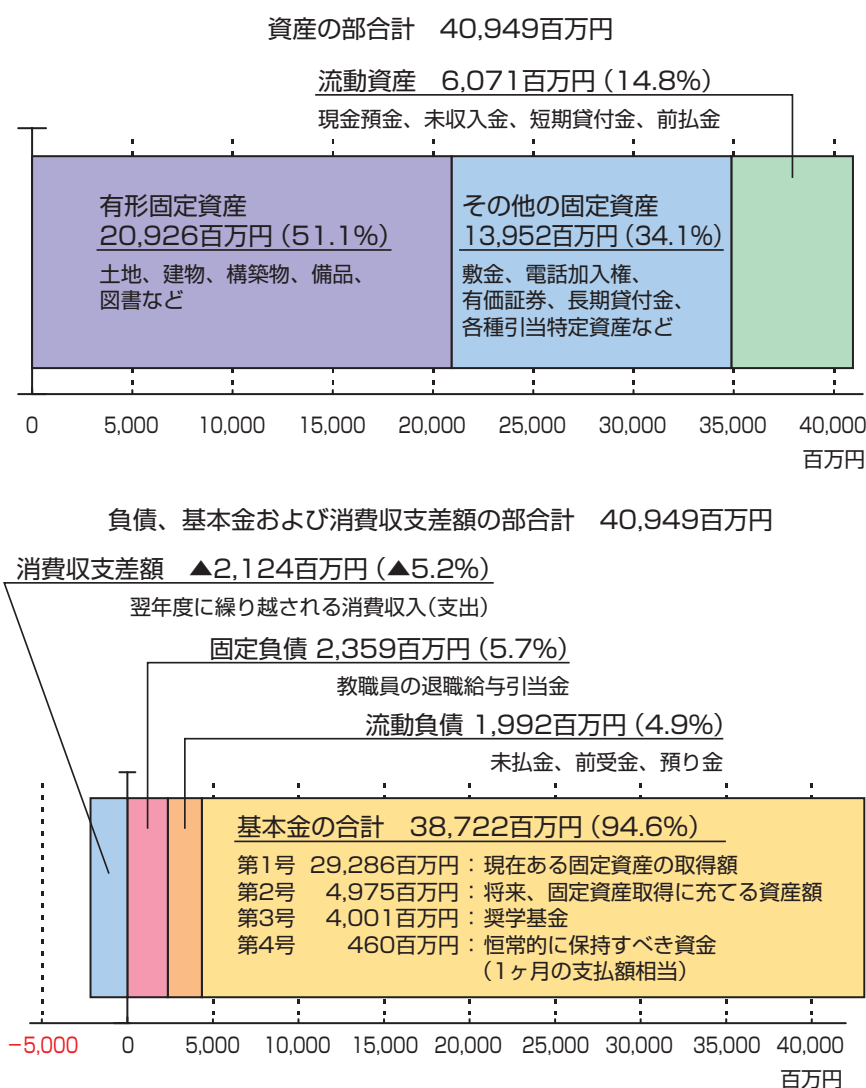 資産の部合計　40,949百万円
流動資産　6,071百万円（14.8％）
現金預金、未収入金、短期貸付金、前払金
有形固定資産
20,926百万円（51.1％）
土地、建物、構築物、備品、
図書など
その他の固定資産
13,952百万円（34.1％）
敷金、電話加入権、
有価証券、長期貸付金、
各種引当特定資産など
0　5,000　10,000　15,000　20,000　25,000　30,000　35,000　40,000
百万円
負債、基本金および消費収支差額の部合計　40,949百万円
消費収支差額　▲2,124百万円（▲5.2％）
翌年度に繰り越される消費収入（支出）
固定負債 2,359百万円（5.7％）
教職員の退職給与引当金
流動負債 1,992百万円（4.9％）
未払金、前受金、預り金
基本金の合計　38,722百万円（94.6％）
第1号 29,286百万円：現在ある固定資産の取得額
第2号　4,975百万円：将来、固定資産取得に充てる資産額
第3号　4,001百万円：奨学基金
第4号　460百万円：恒常的に保持すべき資金
（1ヶ月の支払額相当）
−5,000　0　5,000　10,000　15,000　20,000　25,000　30,000　35,000　40,000
百万円